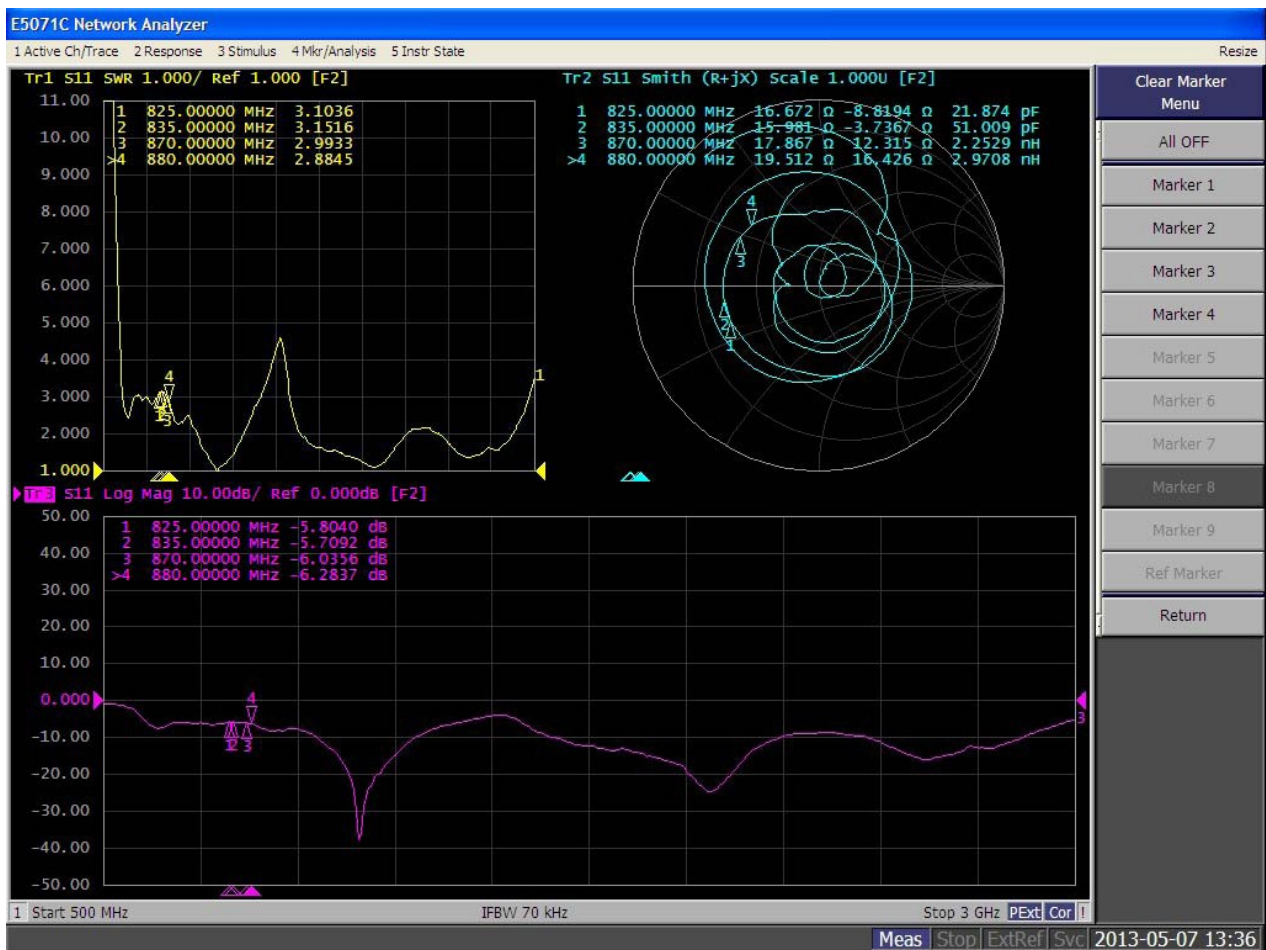 E5071C Network Analyzer
1 Active Ch/Trace 2 Response 3 Stimulus 4 Mkr/Analysis 5 Instr State Resize
Tr1 S11 SWR 1.000/ Ref 1.000 [F2]
11.00
10.00
9.000
8.000
7.000
6.000
5.000
4.000
3.000
2.000
1.000
1 825.00000 MHz 3.1036
2 835.00000 MHz 3.1516
3 870.00000 MHz 2.9933
>4 880.00000 MHz 2.8845
4
3
1
Tr2 S11 Smith (R+jX) Scale 1.000U [F2]
1 825.00000 MHz 16.672 Ω -8.8194 Ω 21.874 pF
2 835.00000 MHz 15.981 Ω -3.7367 Ω 51.009 pF
3 870.00000 MHz 17.867 Ω 12.315 Ω 2.2529 nH
>4 880.00000 MHz 19.512 Ω 16.426 Ω 2.9708 nH
4
3
2
1
Tr3 S11 Log Mag 10.00dB/ Ref 0.000dB [F2]
50.00
40.00
30.00
20.00
10.00
0.000
-10.00
-20.00
-30.00
-40.00
-50.00
1 825.00000 MHz -5.8040 dB
2 835.00000 MHz -5.7092 dB
3 870.00000 MHz -6.0356 dB
>4 880.00000 MHz -6.2837 dB
4
1 2 3
3
1 Start 500 MHz IFBW 70 kHz Stop 3 GHz PExt Cor !
Clear Marker
Menu
All OFF
Marker 1
Marker 2
Marker 3
Marker 4
Marker 5
Marker 6
Marker 7
Marker 8
Marker 9
Ref Marker
Return
Meas Stop ExtRef Svc 2013-05-07 13:36